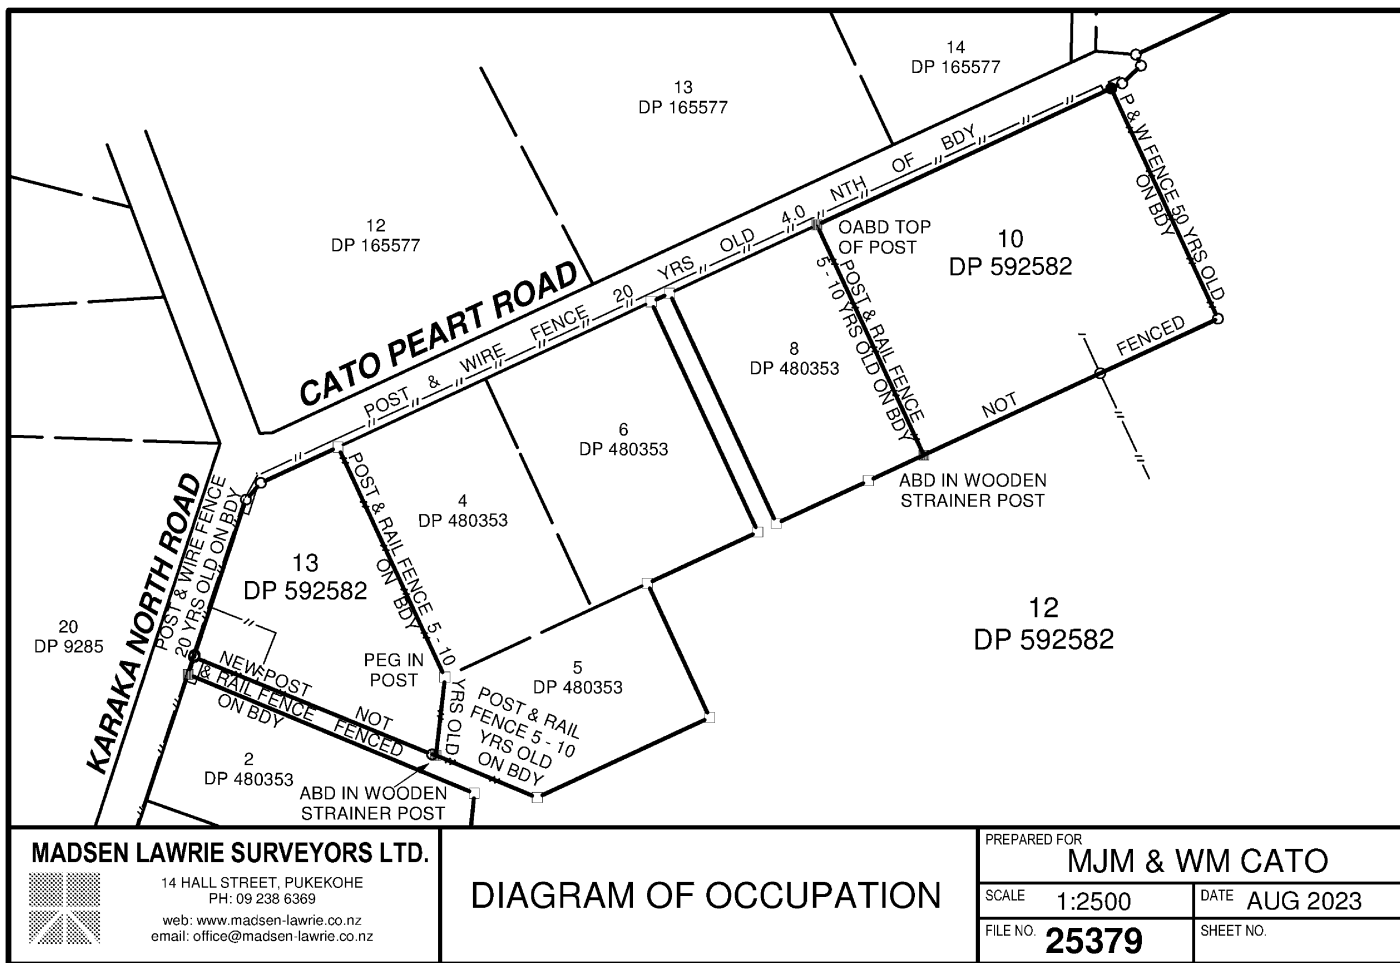 14
DP 165577
13
DP 165577
12
DP 165577
CATO PEART ROAD
POST & WIRE FENCE 20 YRS OLD 4.0 NTH OF BDY
P & W FENCE 50 YRS OLD
ON BDY
OABD TOP
OF POST
10
DP 592582
POST & RAIL FENCE
5 - 10 YRS OLD ON BDY
8
DP 480353
NOT FENCED
6
DP 480353
ABD IN WOODEN
STRAINER POST
4
DP 480353
POST & RAIL FENCE 5 - 10 YRS OLD
ON BDY
KARAKA NORTH ROAD
POST & WIRE FENCE
20 YRS OLD ON BDY
13
DP 592582
20
DP 9285
12
DP 592582
PEG IN
POST
5
DP 480353
NEW POST
& RAIL FENCE
ON BDY
NOT
FENCED
POST & RAIL
FENCE 5 - 10
YRS OLD
ON BDY
2
DP 480353
ABD IN WOODEN
STRAINER POST
MADSEN LAWRIE SURVEYORS LTD.
14 HALL STREET, PUKEKOHE
PH: 09 238 6369
web: www.madsen-lawrie.co.nz
email: office@madsen-lawrie.co.nz
DIAGRAM OF OCCUPATION
PREPARED FOR
MJM & WM CATO
SCALE 1:2500
DATE AUG 2023
FILE NO. 25379
SHEET NO.